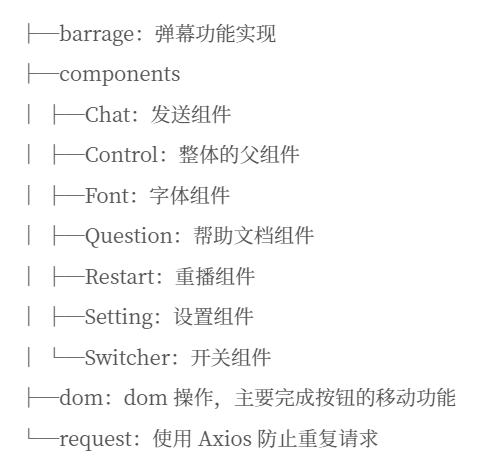 ├─barrage：弹幕功能实现
├─components
│ ├─Chat：发送组件
│ ├─Control：整体的父组件
│ ├─Font：字体组件
│ ├─Question：帮助文档组件
│ ├─Restart：重播组件
│ ├─Setting：设置组件
│ └─Switcher：开关组件
├─dom：dom 操作，主要完成按钮的移动功能
└─request：使用 Axios 防止重复请求